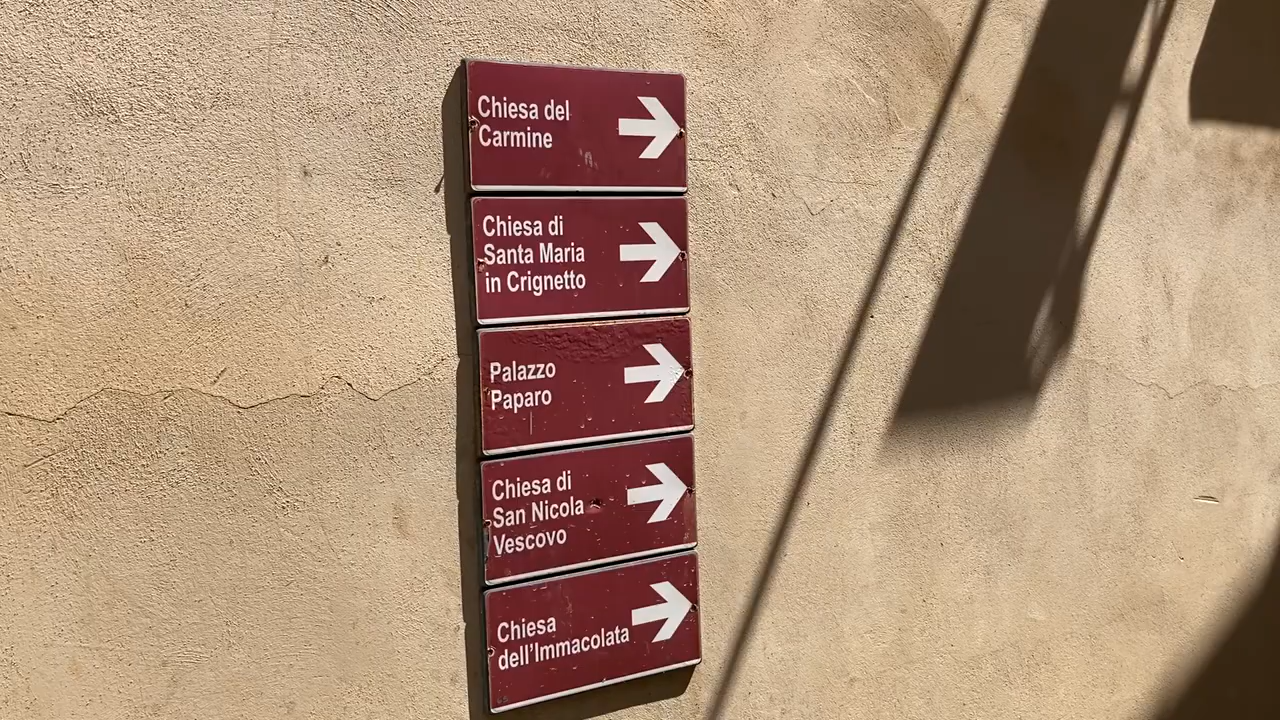 Chiesa del
Carmine
Chiesa di
Santa Maria
in Crignetto
Palazzo
Paparo
Chiesa di
San Nicola
Vescovo
Chiesa
dell'Immacolata